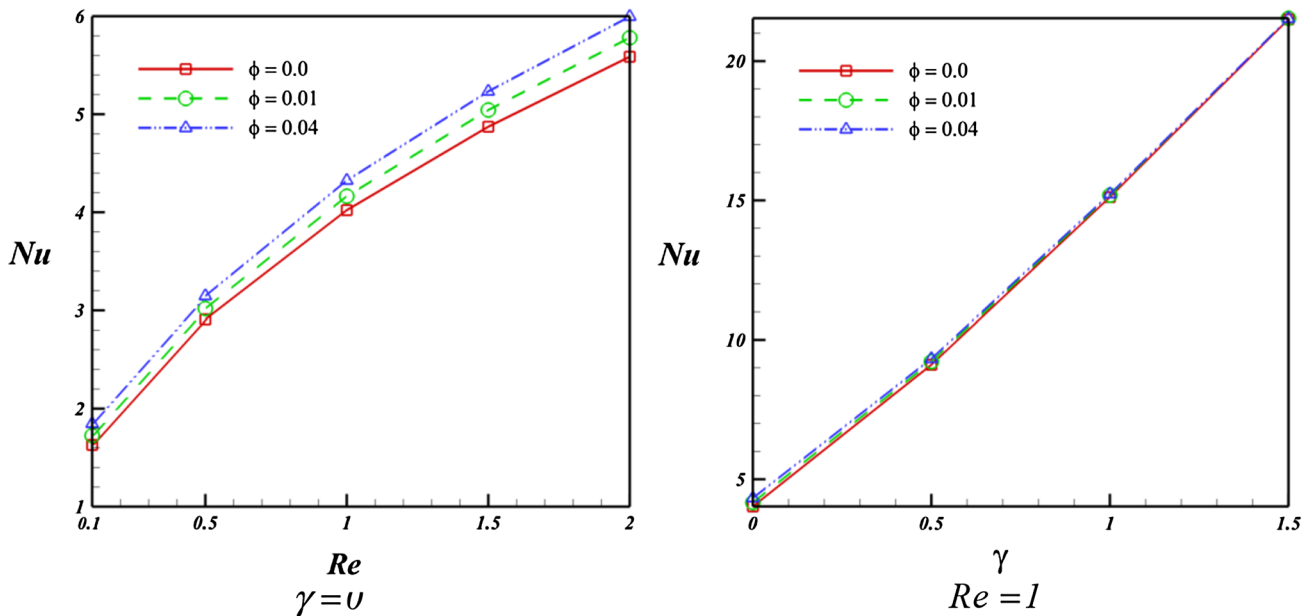 6
5
4
3
2
1
Nu
ϕ = 0.0
ϕ = 0.01
ϕ = 0.04
0.1 0.5 1 1.5 2
Re
γ = υ
20
15
10
5
Nu
ϕ = 0.0
ϕ = 0.01
ϕ = 0.04
0 0.5 1 1.5
γ
Re = 1